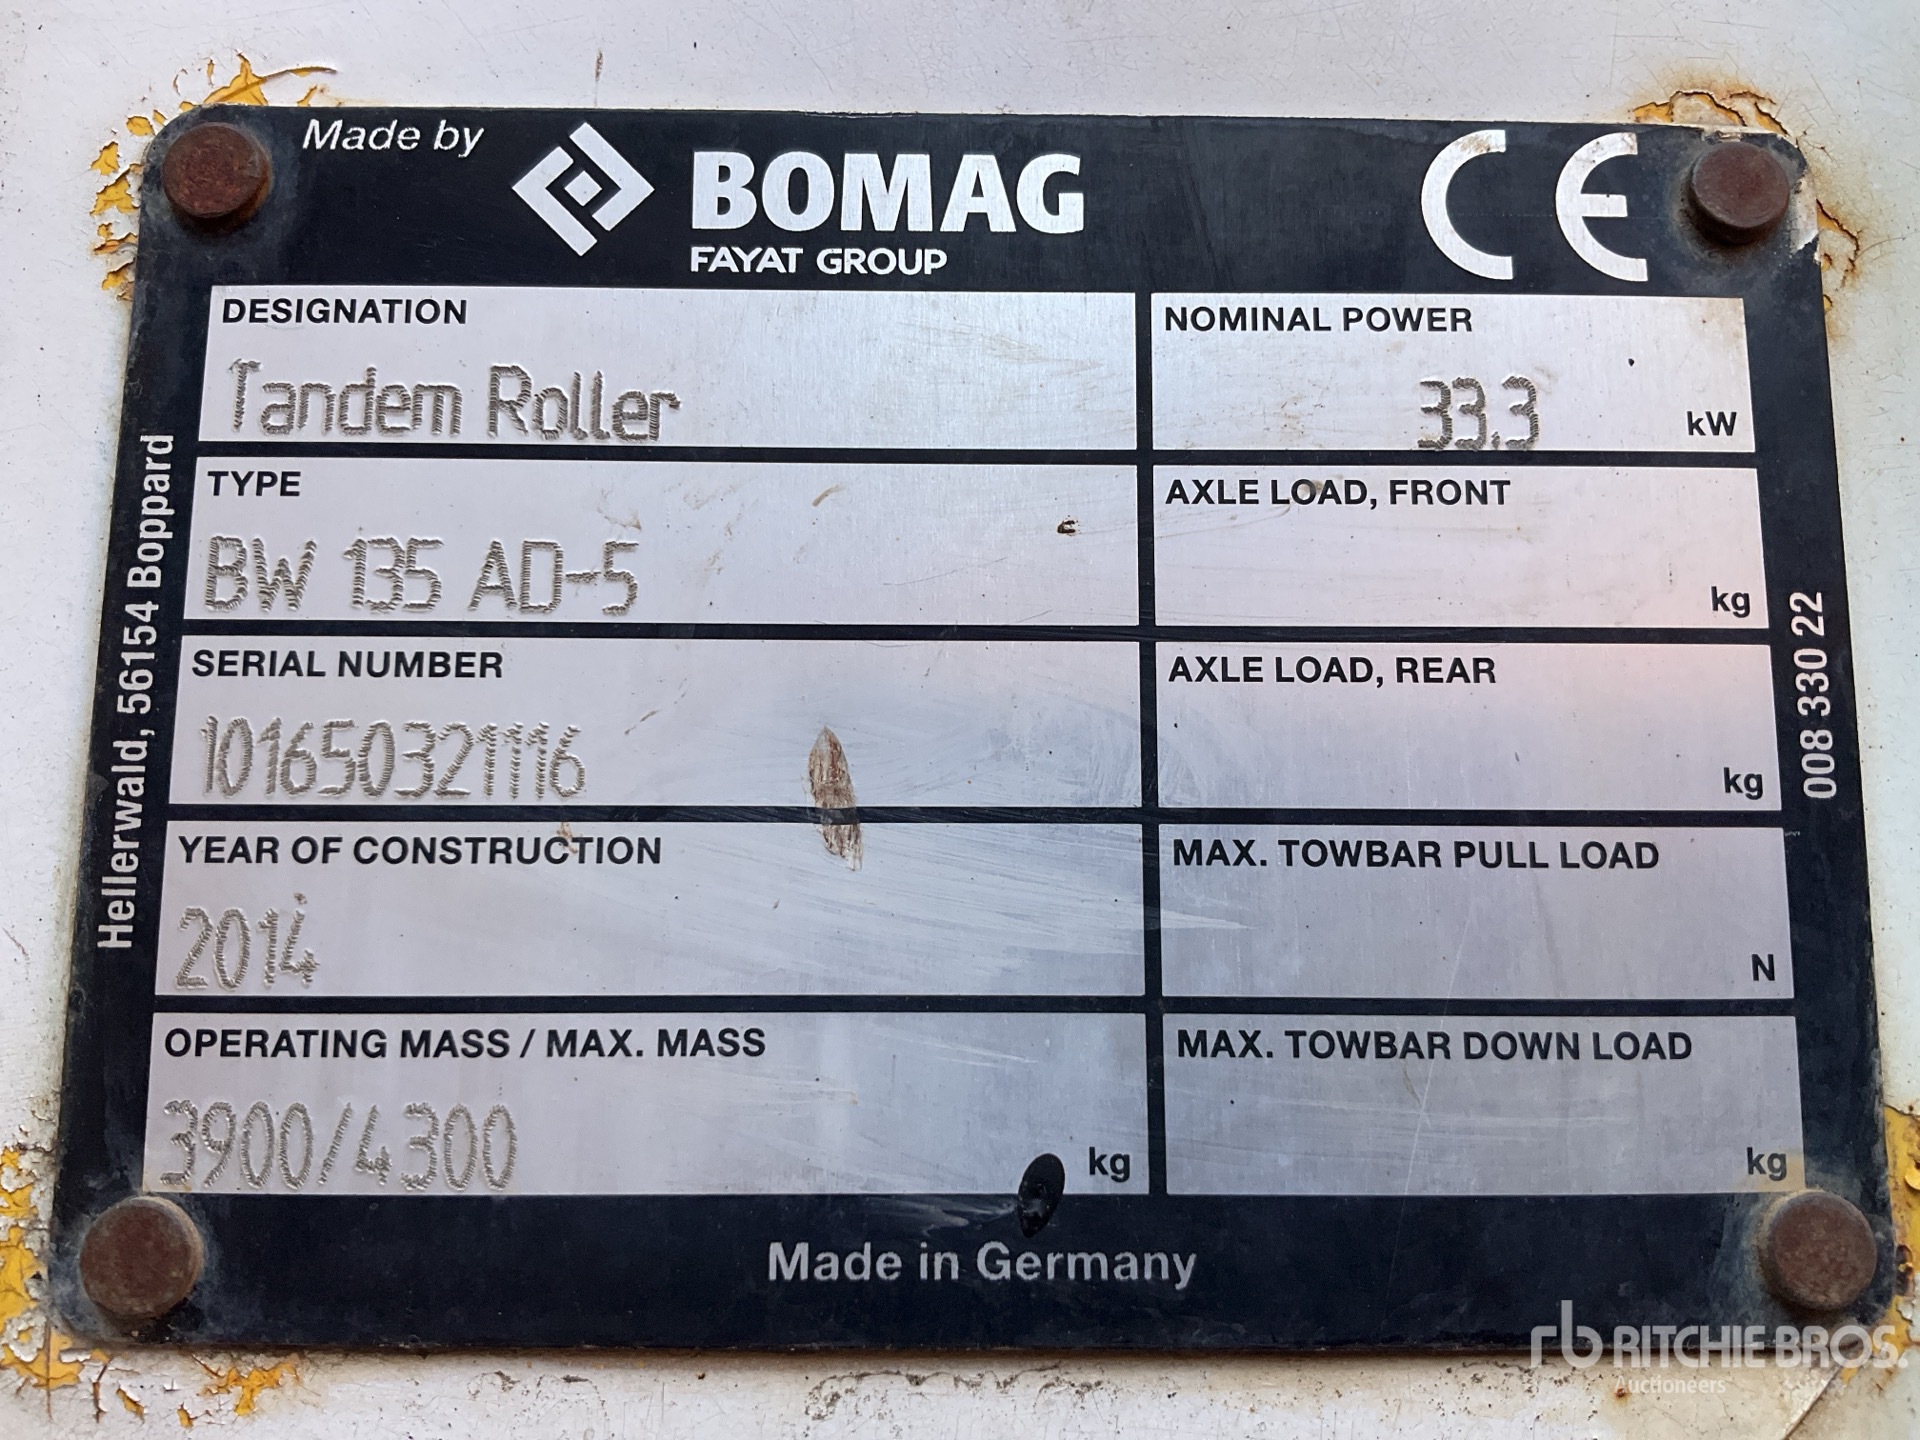 Made by
BOMAG
FAYAT GROUP
CE
DESIGNATION
Tandem Roller
NOMINAL POWER
33.3 kW
TYPE
BW 135 AD-5
AXLE LOAD, FRONT
kg
SERIAL NUMBER
101650321116
AXLE LOAD, REAR
kg
YEAR OF CONSTRUCTION
2014
MAX. TOWBAR PULL LOAD
N
OPERATING MASS / MAX. MASS
3900/4300 kg
MAX. TOWBAR DOWN LOAD
kg
Made in Germany
Hellerwald, 56154 Boppard
008 330 22
rb RITCHIE BROS.
Auctioneers